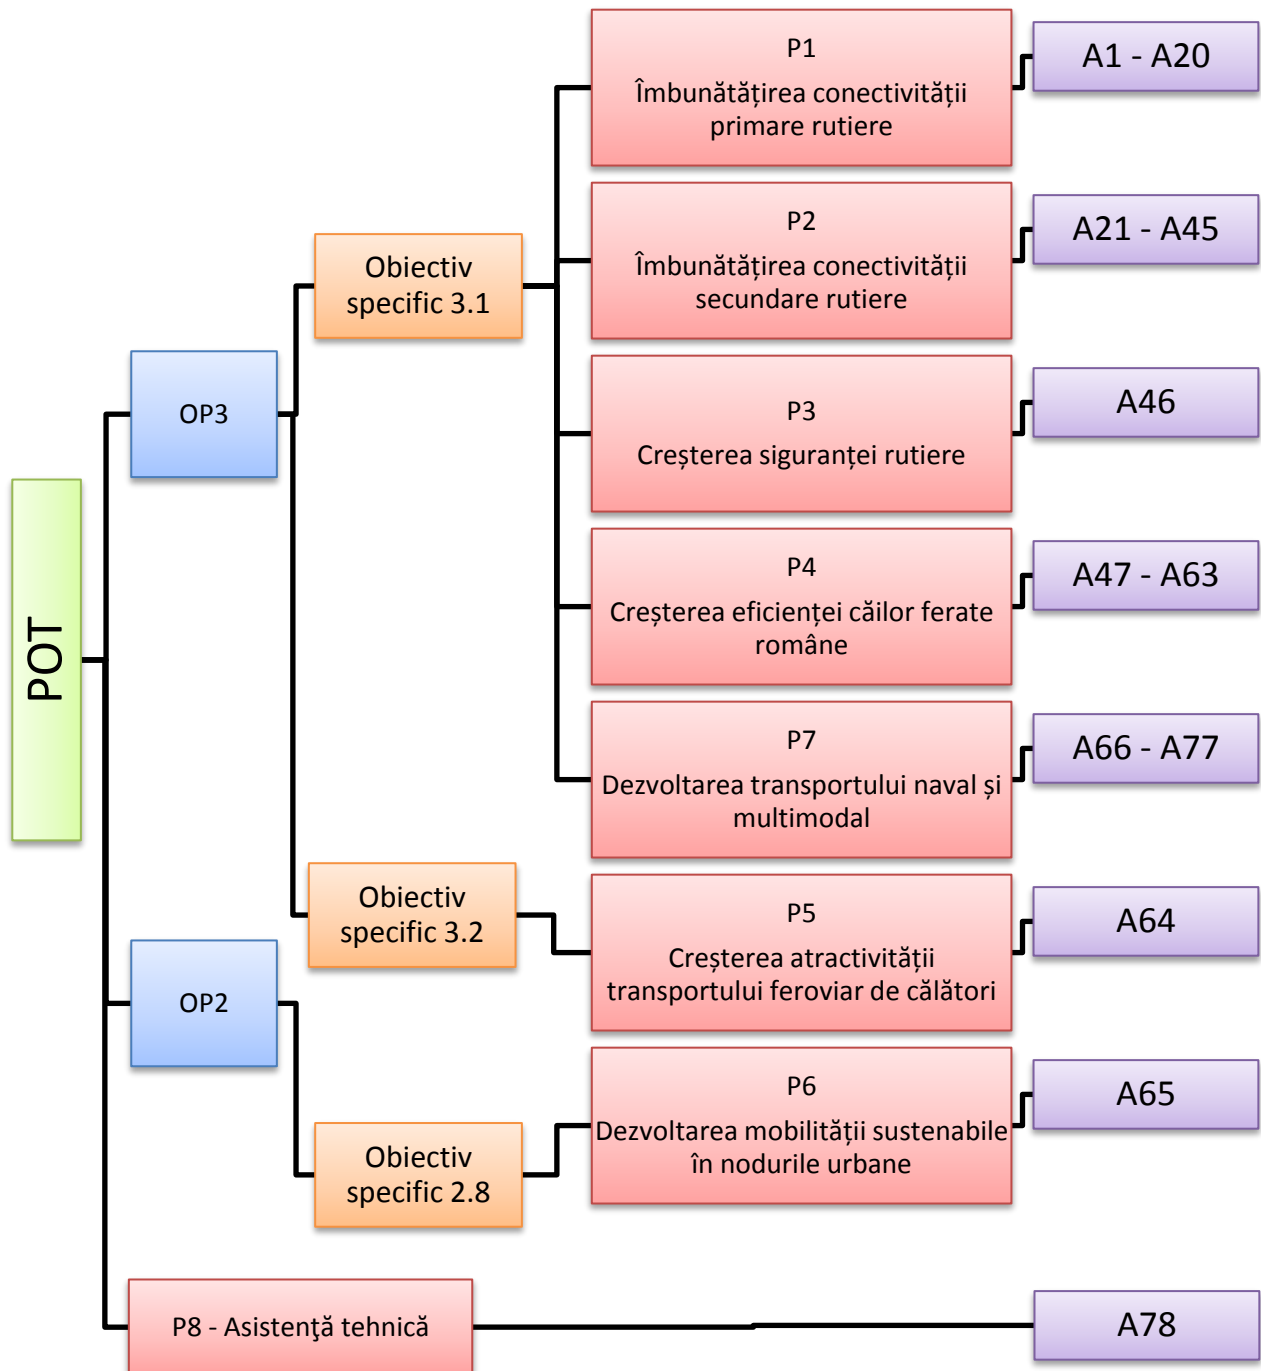 POT
OP3
OP2
P8 - Asistenţă tehnică
Obiectiv
specific 3.1
Obiectiv
specific 3.2
Obiectiv
specific 2.8
P1
Îmbunătățirea conectivității
primare rutiere
A1 - A20
P2
Îmbunătățirea conectivității
secundare rutiere
A21 - A45
P3
Creșterea siguranței rutiere
A46
P4
Creșterea eficienței căilor ferate
române
A47 - A63
P7
Dezvoltarea transportului naval și
multimodal
A66 - A77
P5
Creșterea atractivității
transportului feroviar de călători
A64
P6
Dezvoltarea mobilității sustenabile
în nodurile urbane
A65
A78